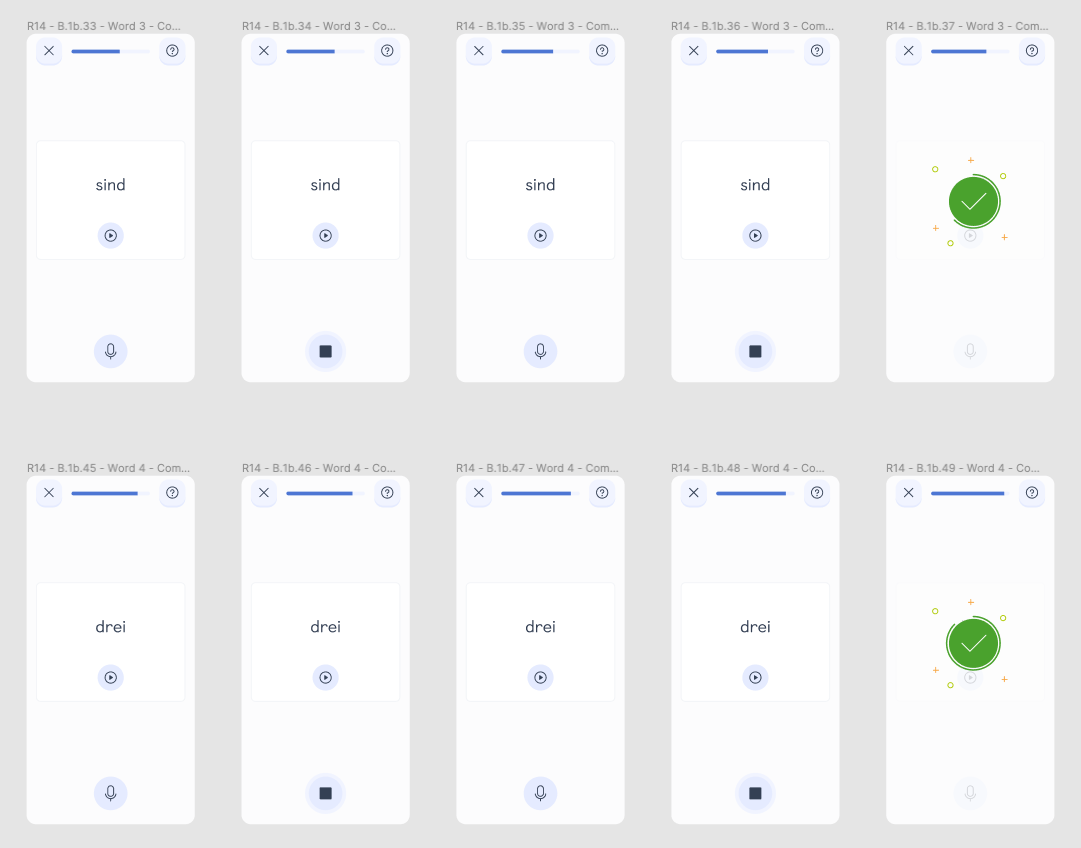 R14 - B.1b.33 - Word 3 - Co...
R14 - B.1b.34 - Word 3 - Co...
R14 - B.1b.35 - Word 3 - Com...
R14 - B.1b.36 - Word 3 - Com...
R14 - B.1b.37 - Word 3 - Com...
sind
sind
sind
sind
R14 - B.1b.45 - Word 4 - Com...
R14 - B.1b.46 - Word 4 - Co...
R14 - B.1b.47 - Word 4 - Com...
R14 - B.1b.48 - Word 4 - Co...
R14 - B.1b.49 - Word 4 - Co...
drei
drei
drei
drei